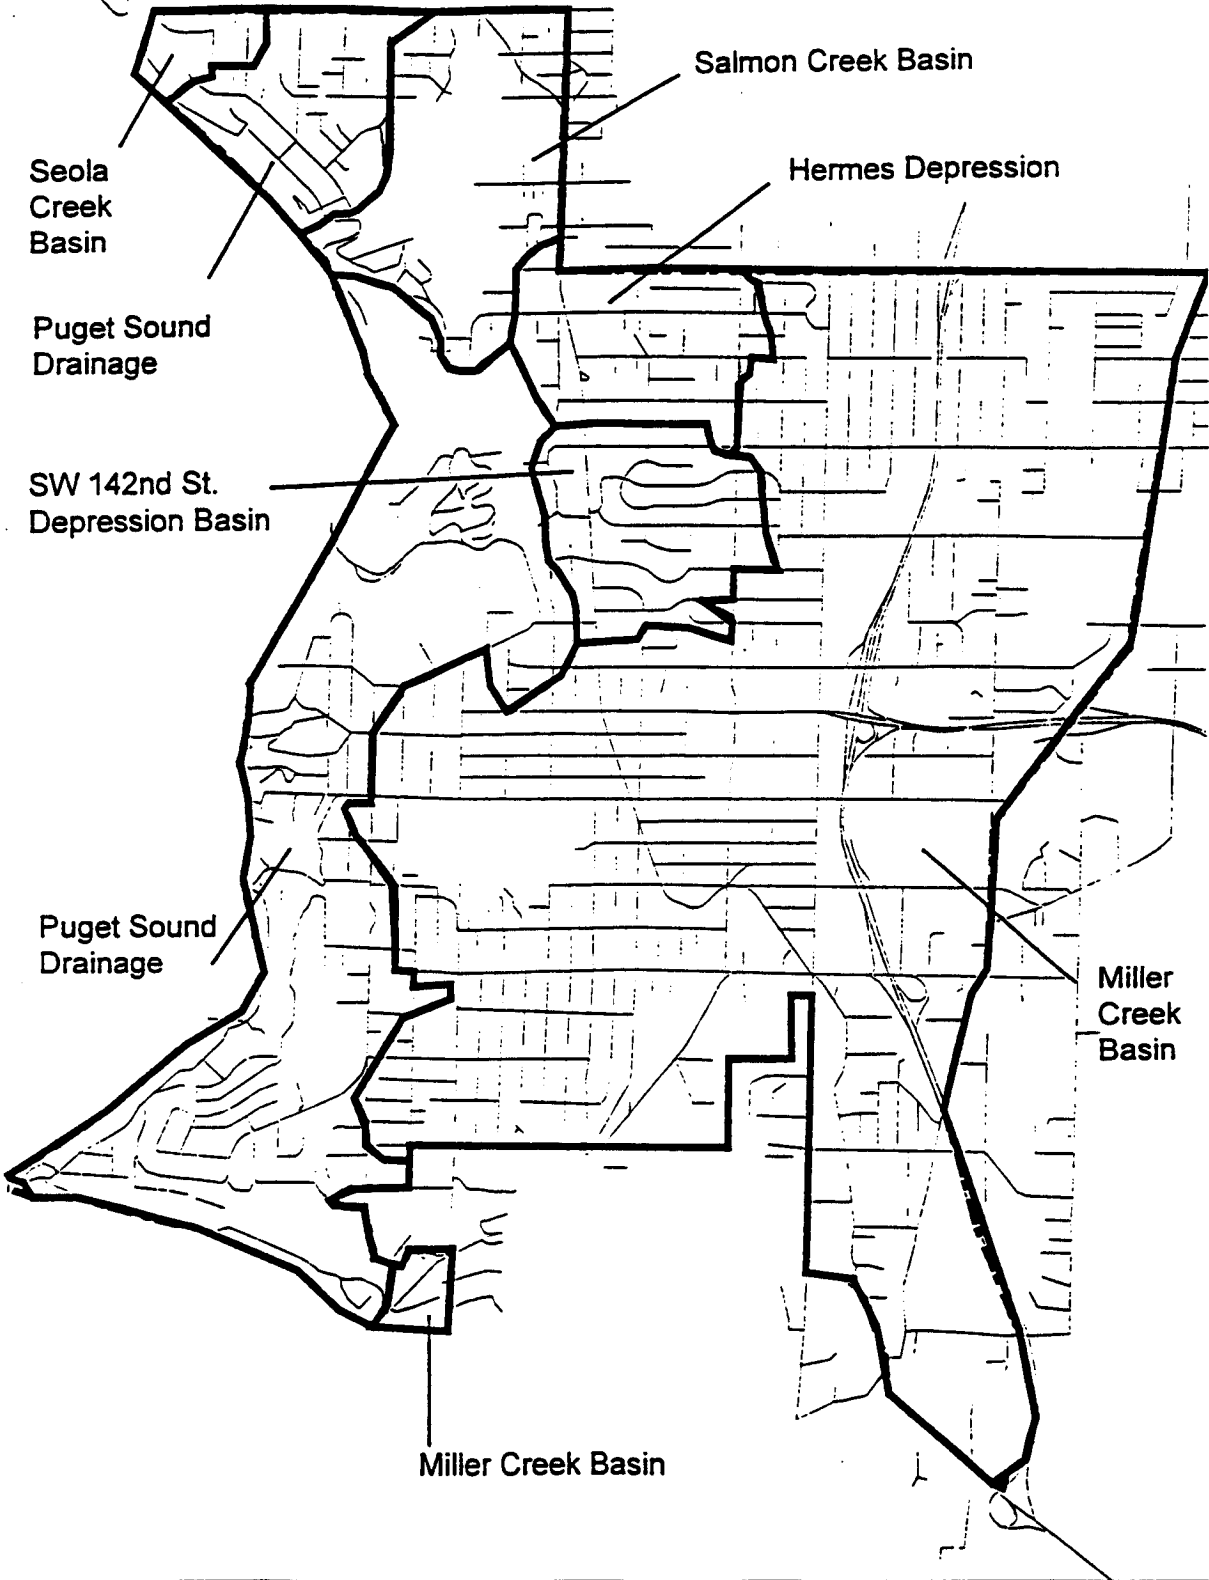 Salmon Creek Basin
Hermes Depression
Seola
Creek
Basin
Puget Sound
Drainage
SW 142nd St.
Depression Basin
Puget Sound
Drainage
Miller
Creek
Basin
Miller Creek Basin